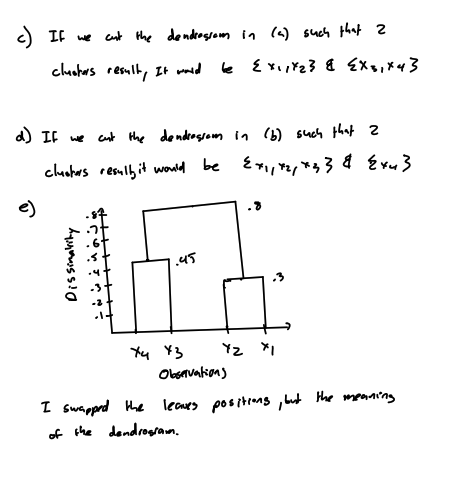 c) If we cut the dendrogram in (a) such that 2
clusters result, It would be {x1,x2} & {x3,x4}
d) If we cut the dendrogram in (b) such that 2
clusters result, it would be {x1,x2,x3} & {x4}
e)
.8
.7
.6
.5
.4
.3
.2
.1
Dissimilarity
.8
.45
.3
x4 x3 x2 x1
Observations
I swapped the leaves positions, but the meaning
of the dendrogram.